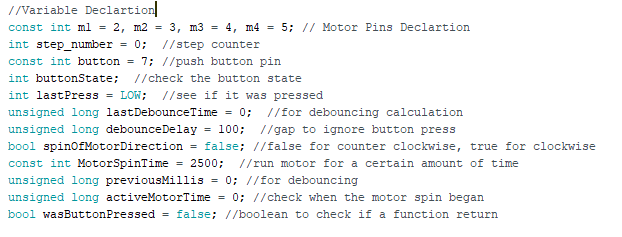 //Variable Declartion
const int m1 = 2, m2 = 3, m3 = 4, m4 = 5; // Motor Pins Declartion
int step_number = 0;  //step counter
const int button = 7; //push button pin
int buttonState;  //check the button state
int lastPress = LOW;  //see if it was pressed
unsigned long lastDebounceTime = 0;  //for debouncing calculation
unsigned long debounceDelay = 100;  //gap to ignore button press
bool spinOfMotorDirection = false; //false for counter clockwise, true for clockwise
const int MotorSpinTime = 2500;  //run motor for a certain amount of time
unsigned long previousMillis = 0; //for debouncing
unsigned long activeMotorTime = 0; //check when the motor spin began
bool wasButtonPressed = false; //boolean to check if a function return